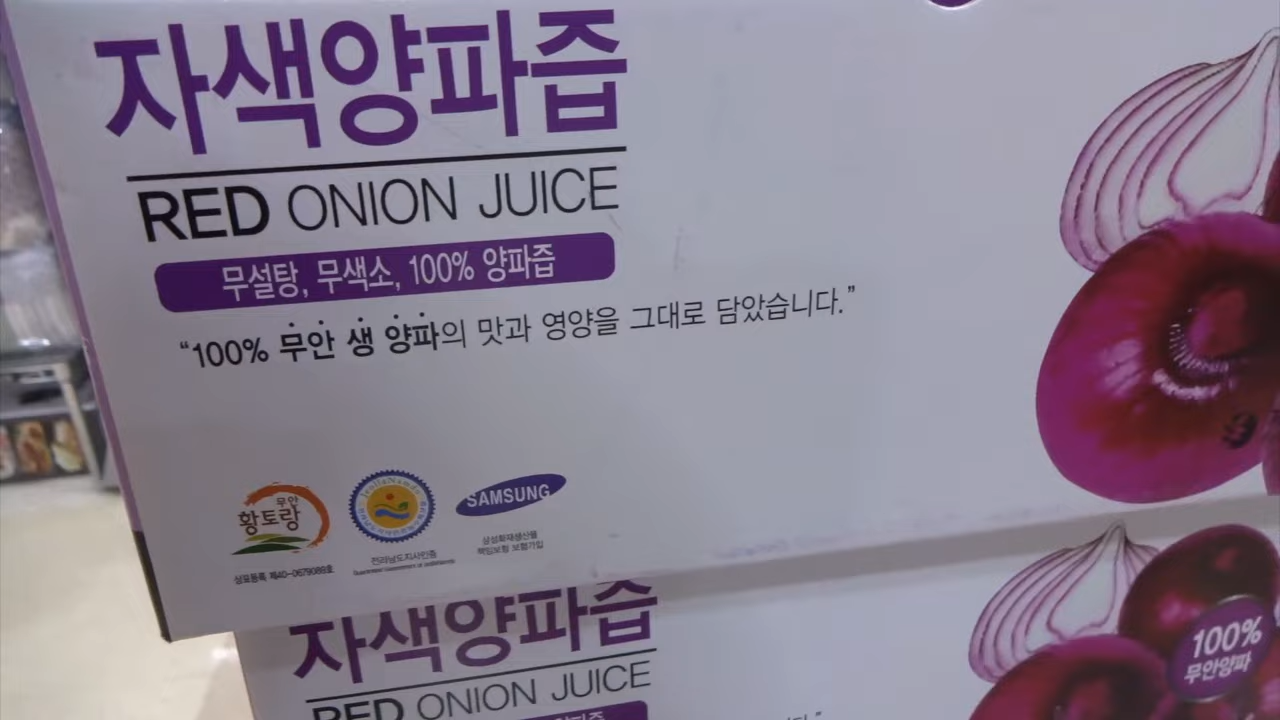 자색양파즙
RED ONION JUICE
무설탕, 무색소, 100% 양파즙
“100% 무안 생 양파의 맛과 영양을 그대로 담았습니다.”
무안
황토랑
상표등록 제40-0679089호
JeollaNamdo
전라남도지사인증
SAMSUNG
삼성화재생산물
책임보험 보험가입
자색양파즙
RED ONION JUICE
100%
무안양파